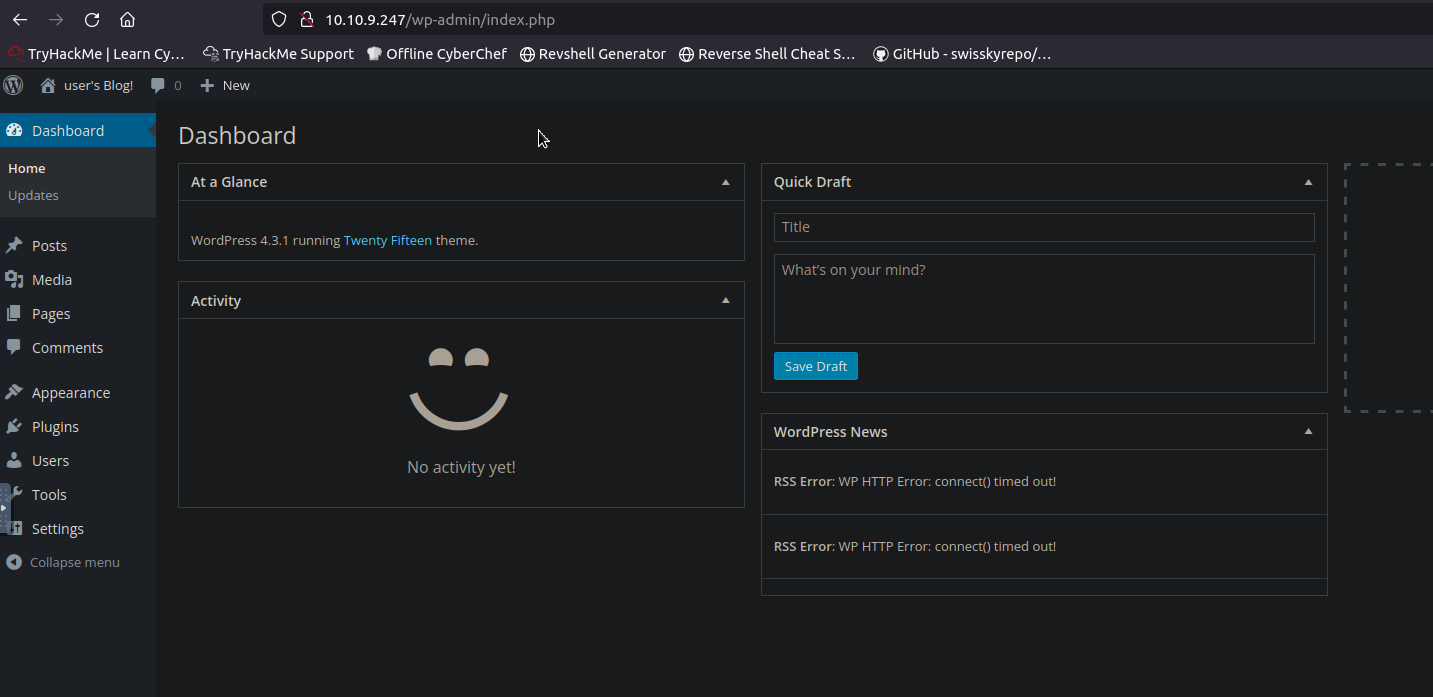 10.10.9.247/wp-admin/index.php
TryHackMe | Learn Cy... TryHackMe Support Offline CyberChef Revshell Generator Reverse Shell Cheat S... GitHub - swisskyrepo/...
user's Blog! 0 New
Dashboard
Home
Updates
Posts
Media
Pages
Comments
Appearance
Plugins
Users
Tools
Settings
Collapse menu
Dashboard
At a Glance
WordPress 4.3.1 running Twenty Fifteen theme.
Activity
No activity yet!
Quick Draft
Title
What's on your mind?
Save Draft
WordPress News
RSS Error: WP HTTP Error: connect() timed out!
RSS Error: WP HTTP Error: connect() timed out!